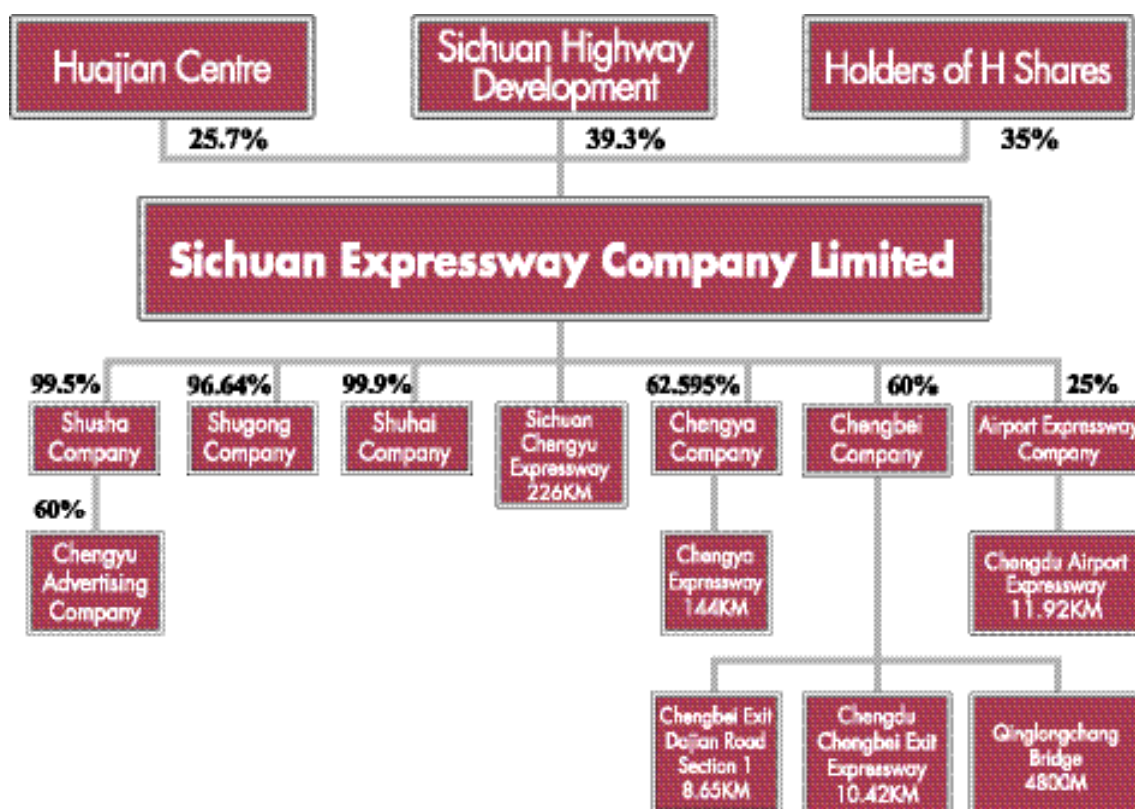 Huajian Centre
Sichuan Highway
Development
Holders of H Shares
25.7%
39.3%
35%
Sichuan Expressway Company Limited
99.5%
96.64%
99.9%
62.595%
60%
25%
Shusha
Company
Shugong
Company
Shuhai
Company
Sichuan
Chengyu
Expressway
226KM
Chengya
Company
Chengbei
Company
Airport Expressway
Company
60%
Chengyu
Advertising
Company
Chengya
Expressway
144KM
Chengdu Airport
Expressway
11.92KM
Chengbei Exit
Dajian Road
Section 1
8.65KM
Chengdu
Chengbei Exit
Expressway
10.42KM
Qinglongchang
Bridge
4800M